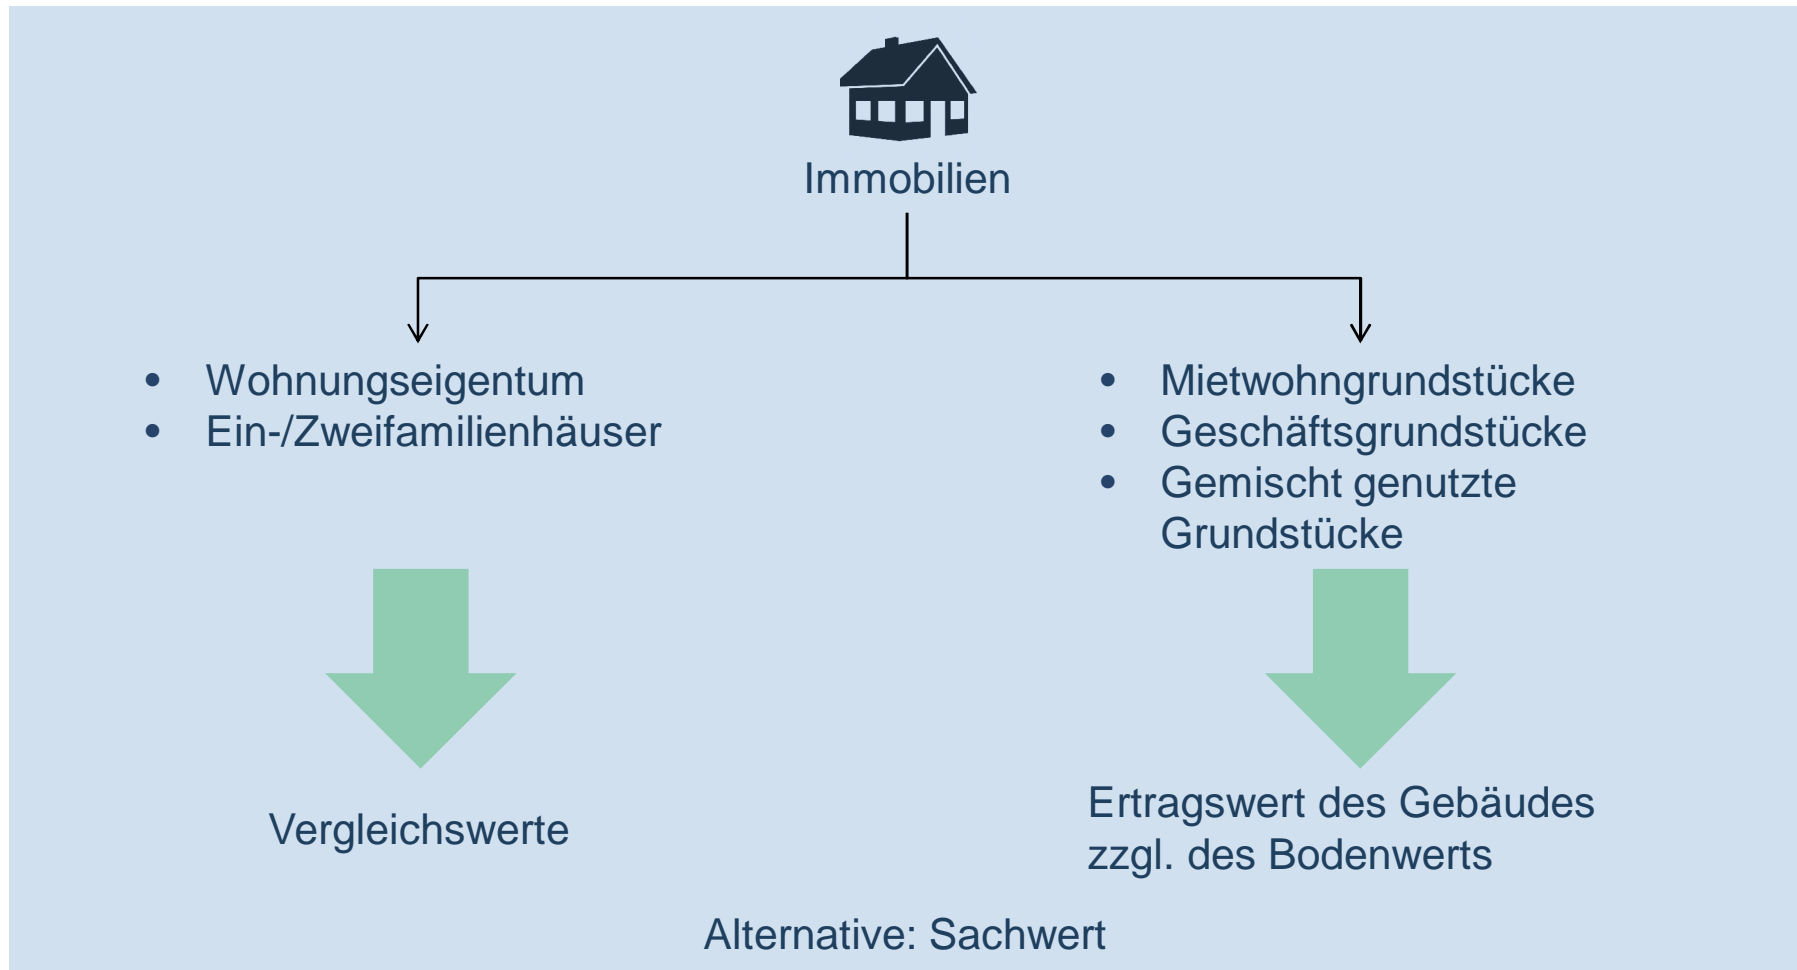 Immobilien
• Wohnungseigentum
• Ein-/Zweifamilienhäuser
• Mietwohngrundstücke
• Geschäftsgrundstücke
• Gemischt genutzte
Grundstücke
Vergleichswerte
Ertragswert des Gebäudes
zzgl. des Bodenwerts
Alternative: Sachwert